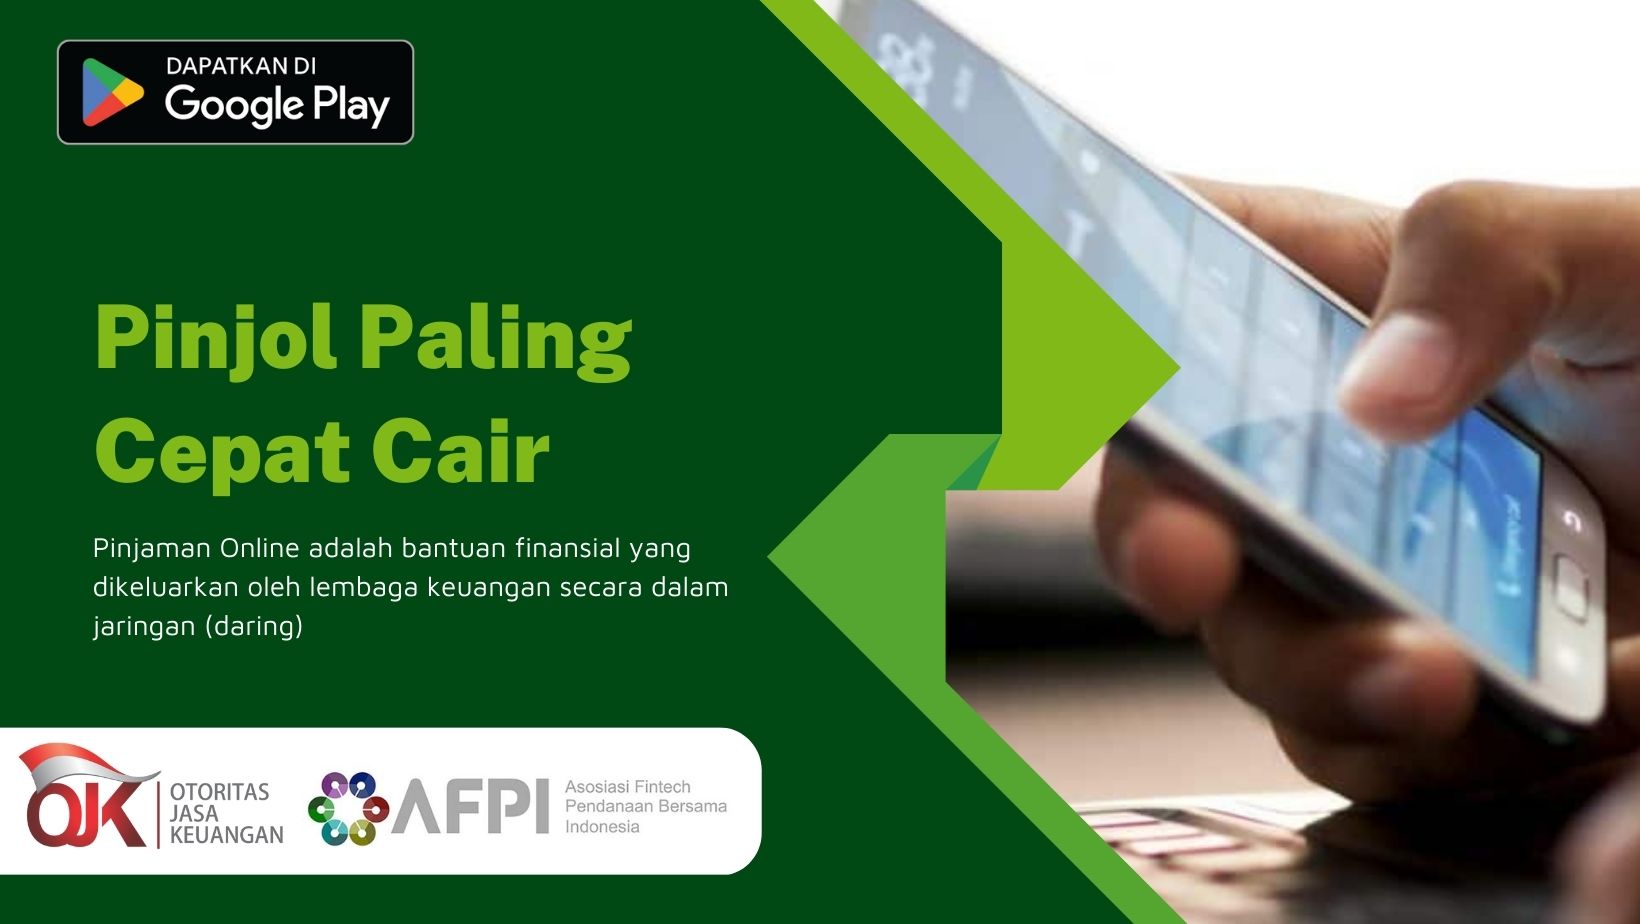 DAPATKAN DI
Google Play
Pinjol Paling
Cepat Cair
Pinjaman Online adalah bantuan finansial yang
dikeluarkan oleh lembaga keuangan secara dalam
jaringan (daring)
OJK
OTORITAS
JASA
KEUANGAN
AFPI
Asosiasi Fintech
Pendanaan Bersama
Indonesia